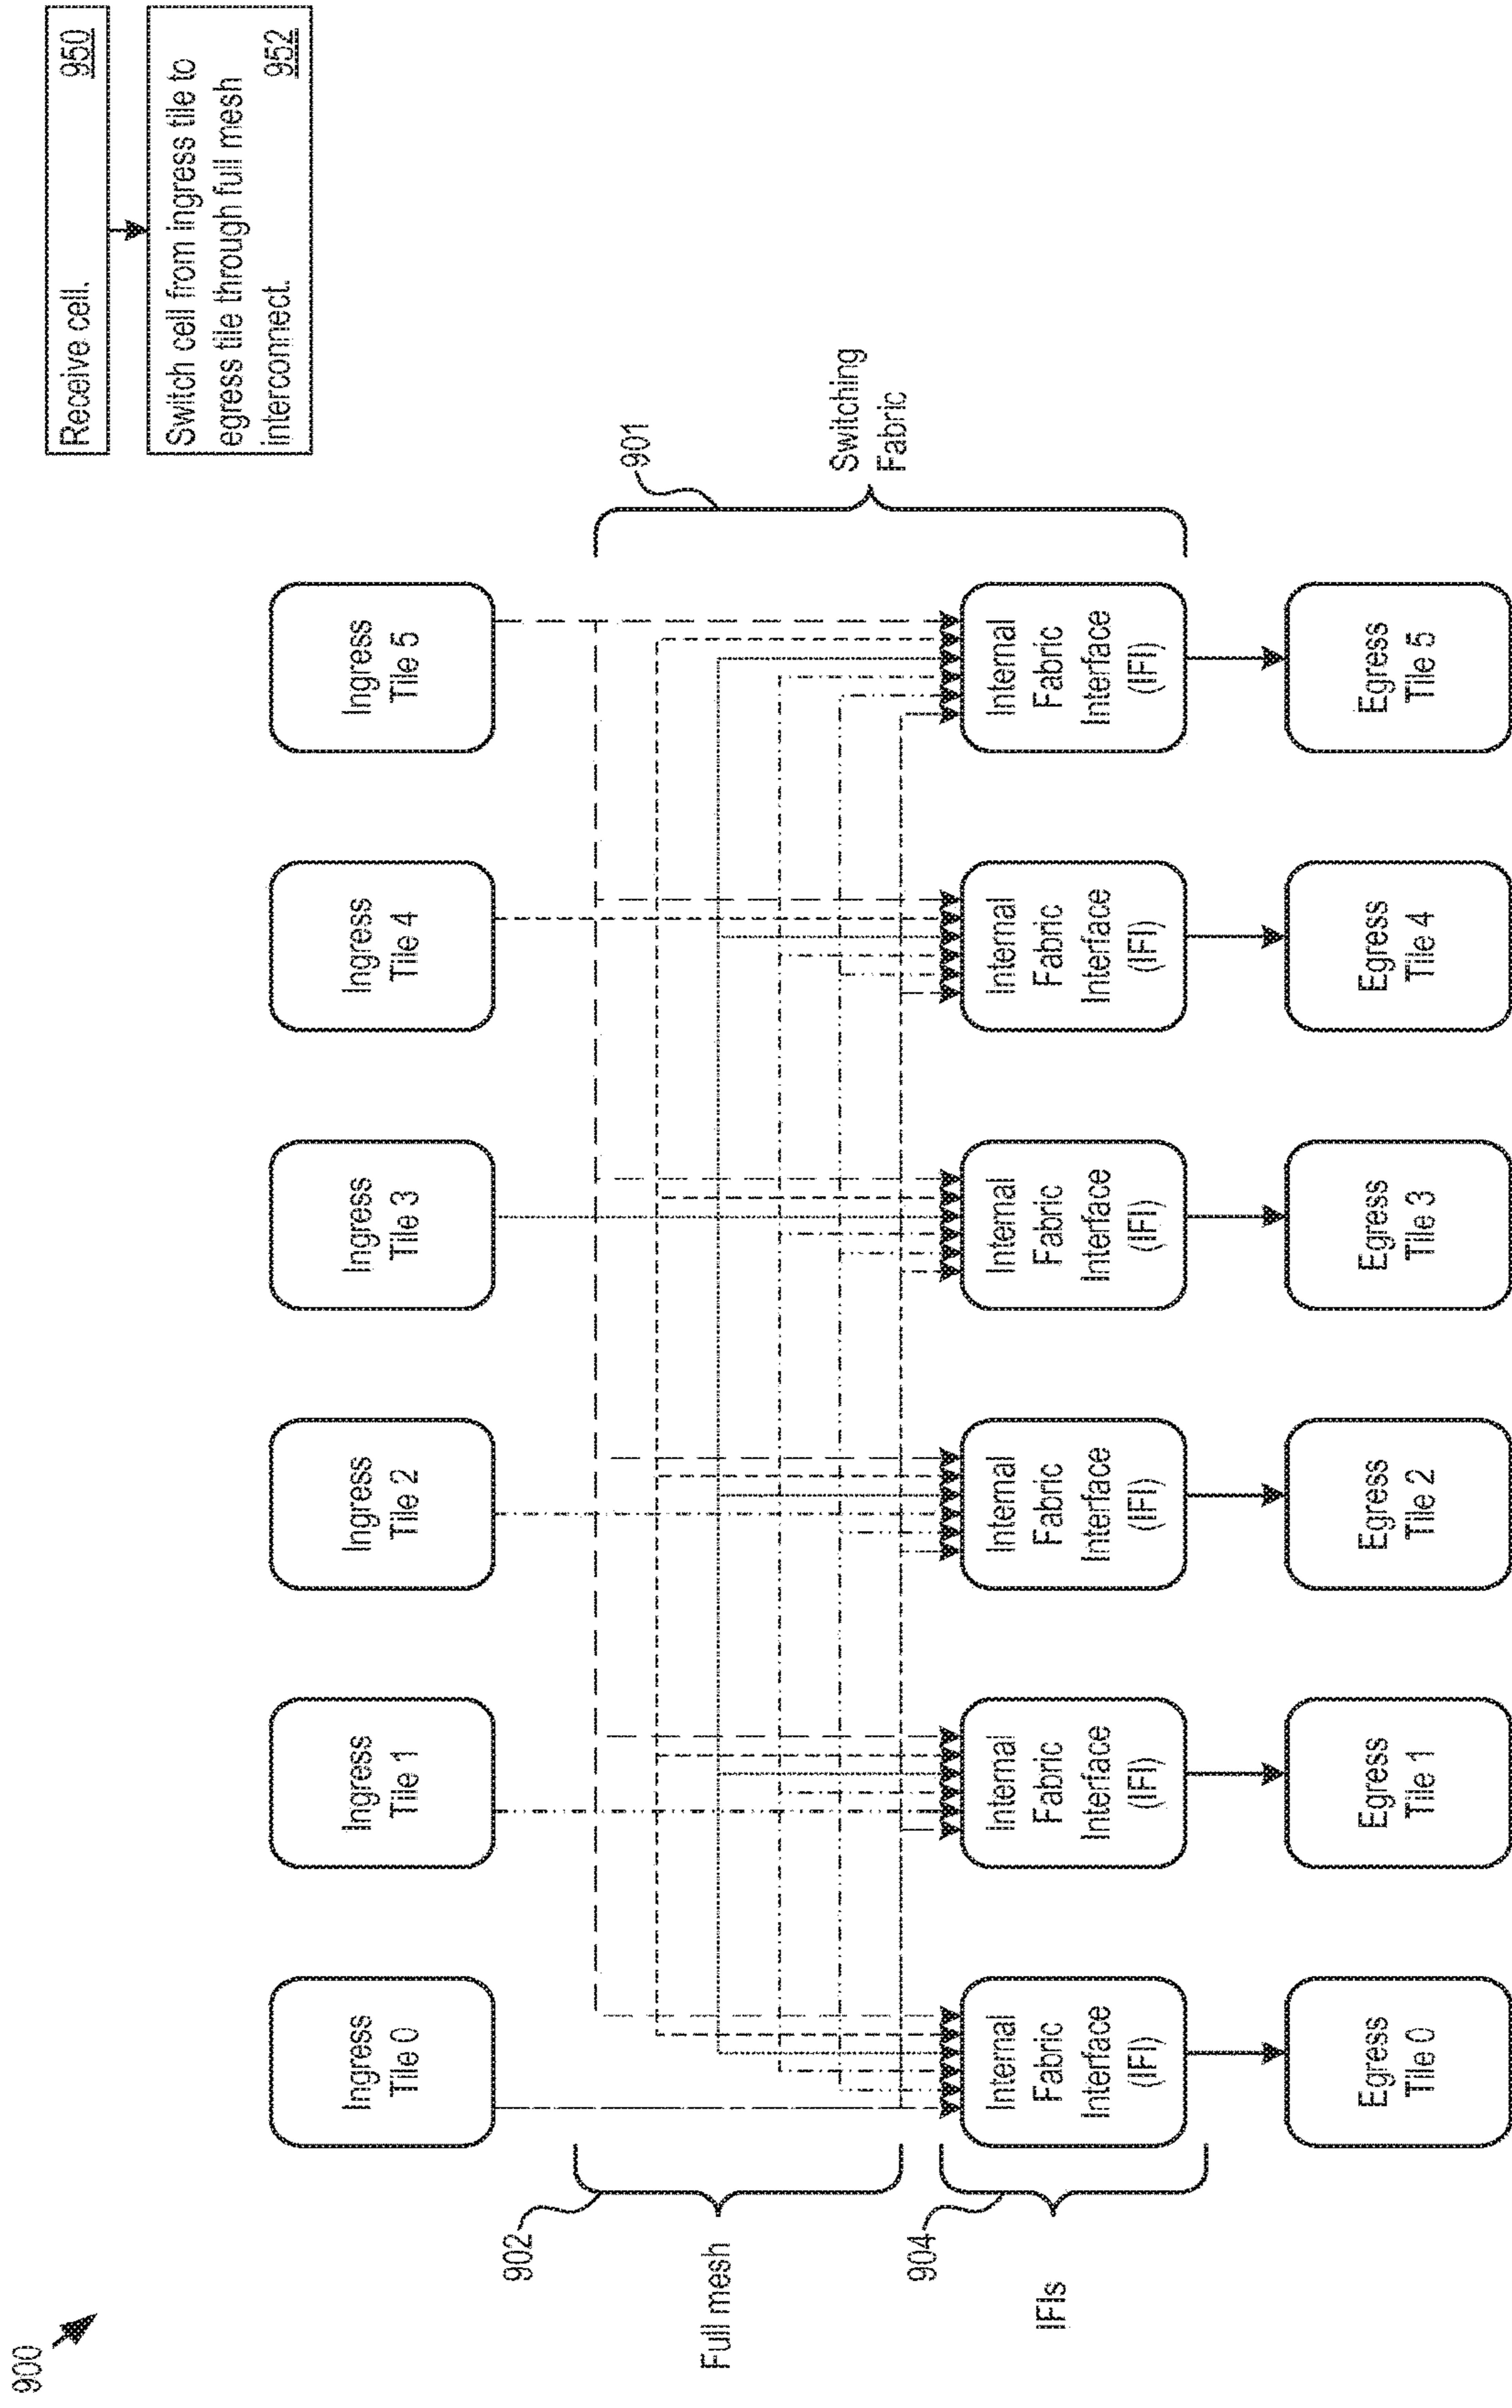 900
Receive cell.
950
Switch cell from ingress tile to
egress tile through full mesh
interconnect.
952
Ingress
Tile 0
Ingress
Tile 1
Ingress
Tile 2
Ingress
Tile 3
Ingress
Tile 4
Ingress
Tile 5
902
Full mesh
901
Switching
Fabric
904
IFIs
Internal
Fabric
Interface
(IFI)
Internal
Fabric
Interface
(IFI)
Internal
Fabric
Interface
(IFI)
Internal
Fabric
Interface
(IFI)
Internal
Fabric
Interface
(IFI)
Internal
Fabric
Interface
(IFI)
Egress
Tile 0
Egress
Tile 1
Egress
Tile 2
Egress
Tile 3
Egress
Tile 4
Egress
Tile 5